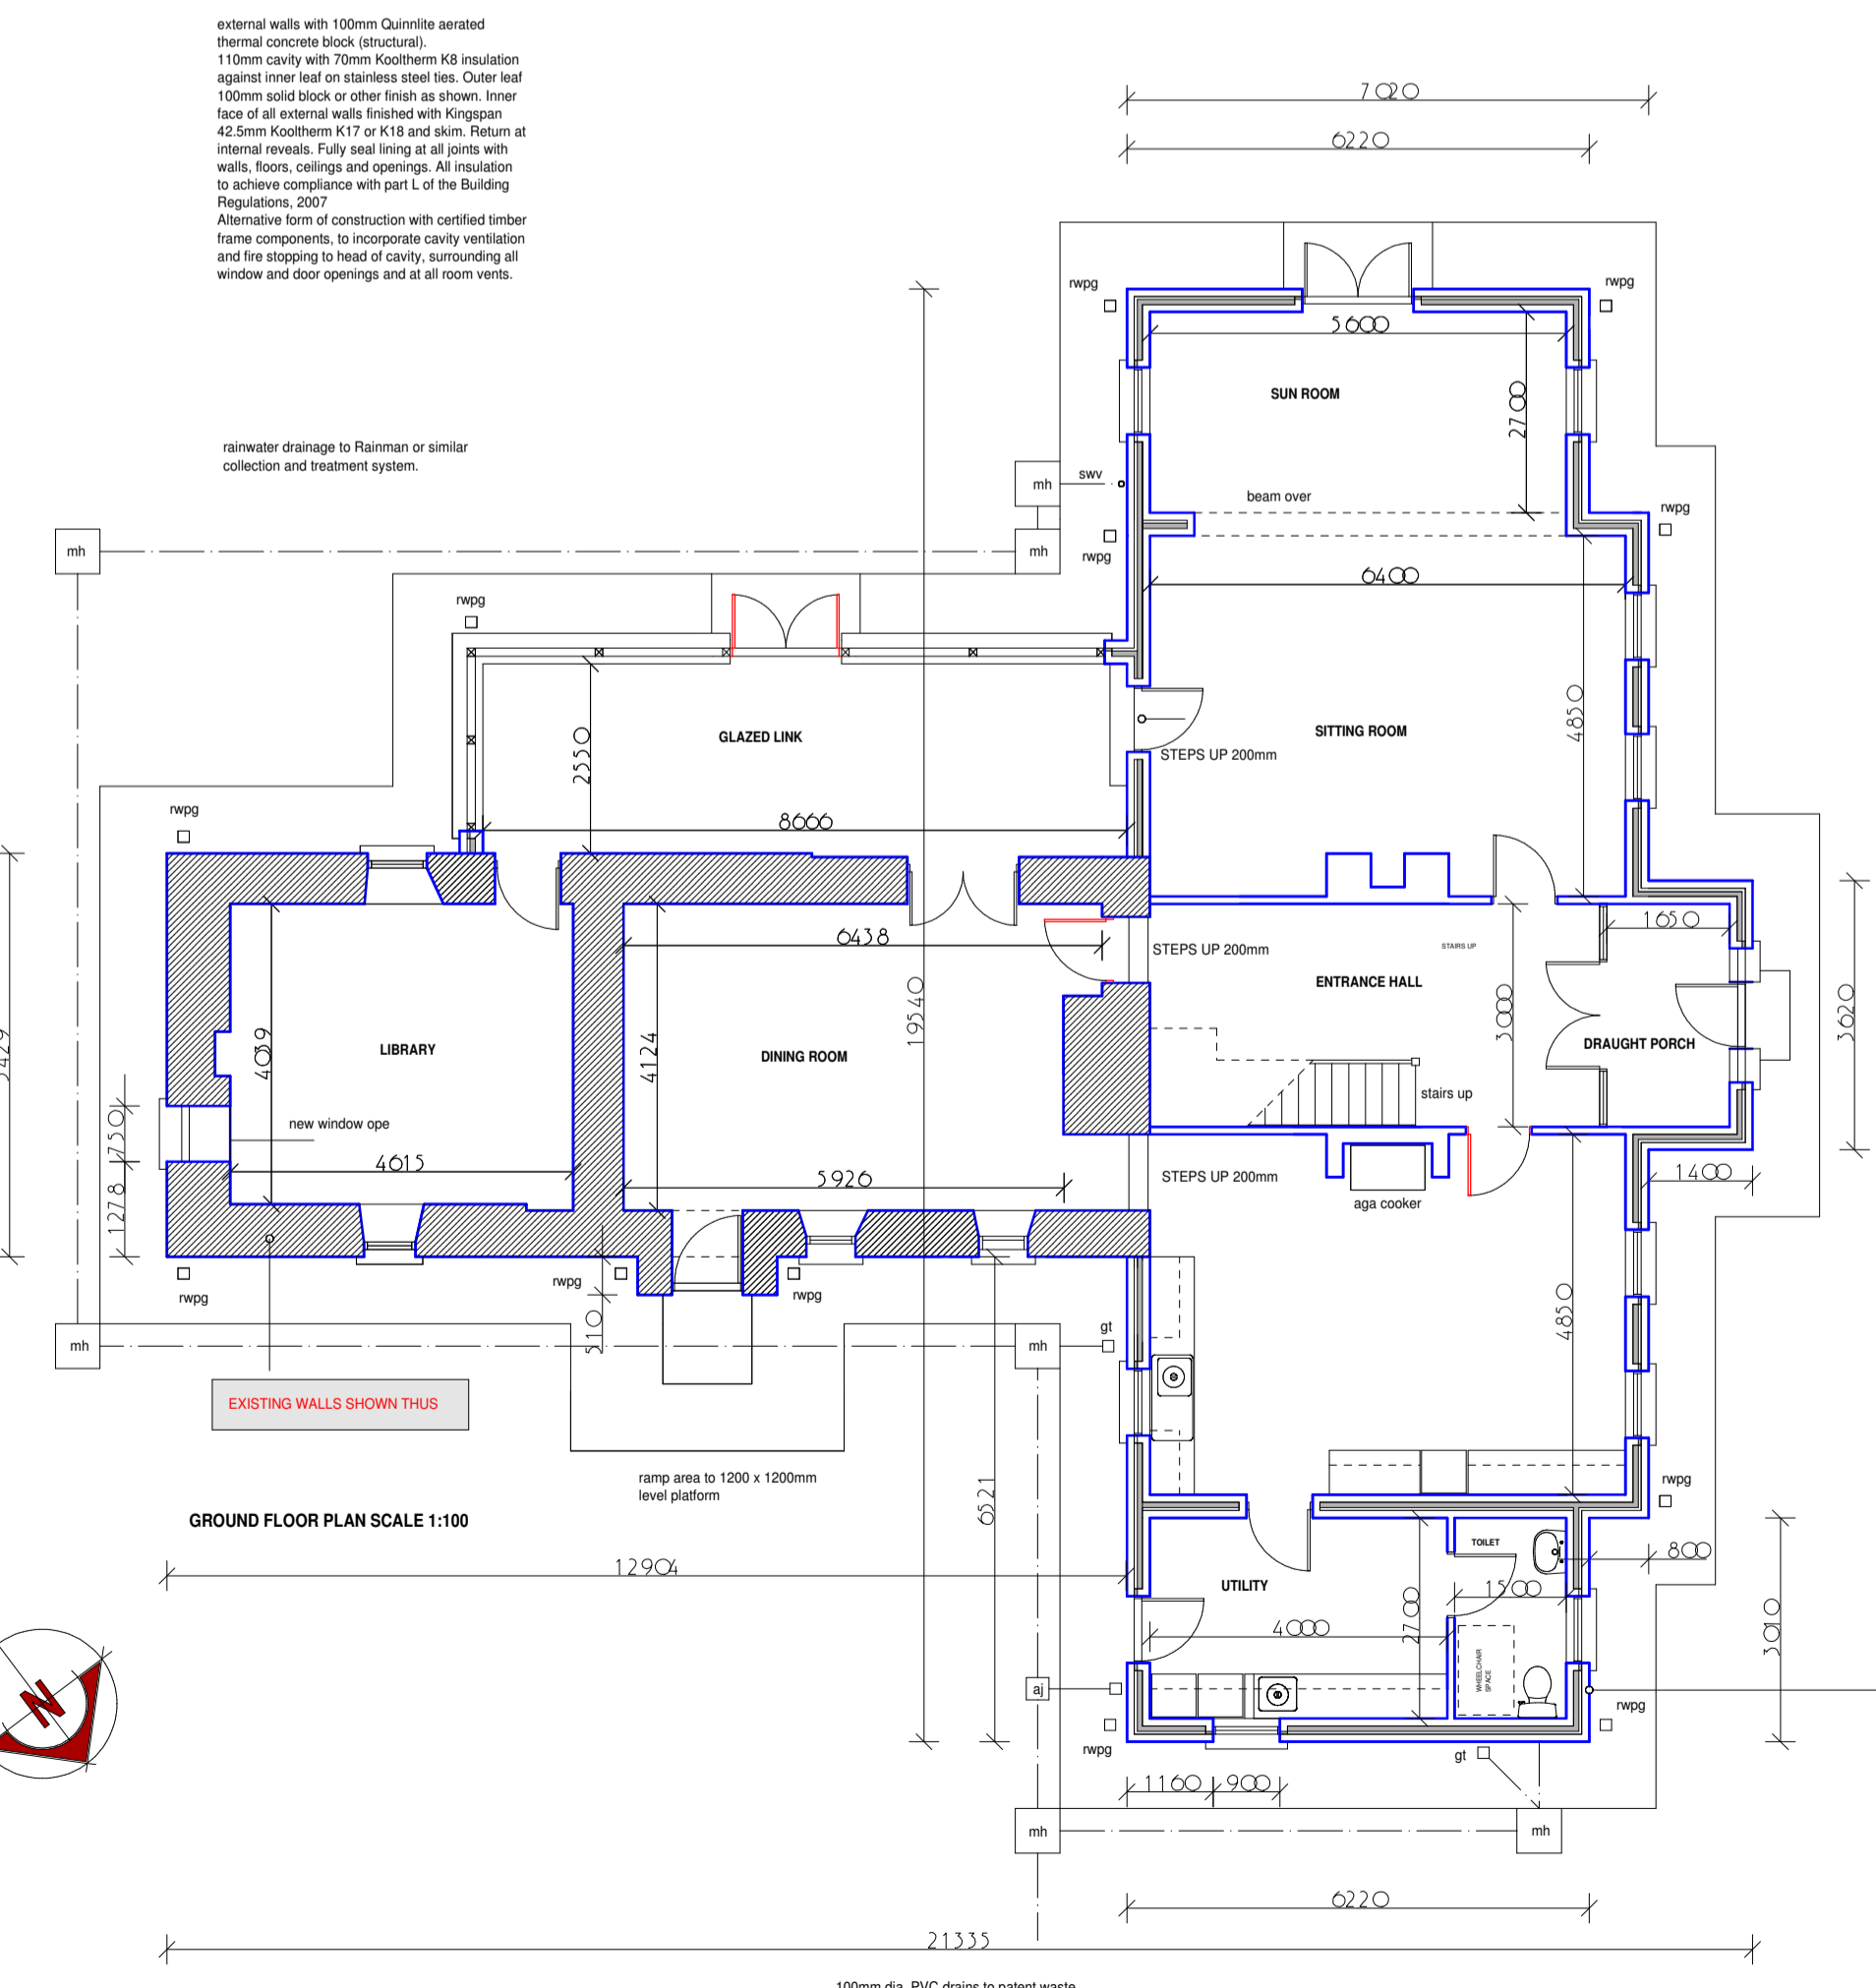 external walls with 100mm Quinnlite aerated
thermal concrete block (structural).
110mm cavity with 70mm Kooltherm K8 insulation
against inner leaf on stainless steel ties. Outer leaf
100mm solid block or other finish as shown. Inner
face of all external walls finished with Kingspan
42.5mm Kooltherm K17 or K18 and skim. Return at
internal reveals. Fully seal lining at all joints with
walls, floors, ceilings and openings. All insulation
to achieve compliance with part L of the Building
Regulations, 2007
Alternative form of construction with certified timber
frame components, to incorporate cavity ventilation
and fire stopping to head of cavity, surrounding all
window and door openings and at all room vents.
7020
6220
rwpg
rwpg
5600
SUN ROOM
2700
rainwater drainage to Rainman or similar
collection and treatment system.
swv
mh
beam over
rwpg
mh
mh
rwpg
6400
rwpg
4850
SITTING ROOM
GLAZED LINK
2550
STEPS UP 200mm
rwpg
8666
1650
6438
STEPS UP 200mm
STAIRS UP
ENTRANCE HALL
19540
3000
3620
LIBRARY
4039
DINING ROOM
4124
DRAUGHT PORCH
stairs up
new window ope
750
4615
5926
STEPS UP 200mm
1400
1278
aga cooker
rwpg
rwpg
rwpg
310
4850
gt
mh
mh
EXISTING WALLS SHOWN THUS
ramp area to 1200 x 1200mm
level platform
6521
rwpg
GROUND FLOOR PLAN SCALE 1:100
TOILET
800
12904
UTILITY
1500
2700
4000
3010
WHEELCHAIR
SPACE
N
aj
rwpg
rwpg
gt
1160
900
mh
mh
6220
21335
100mm dia. PVC drains to patent waste